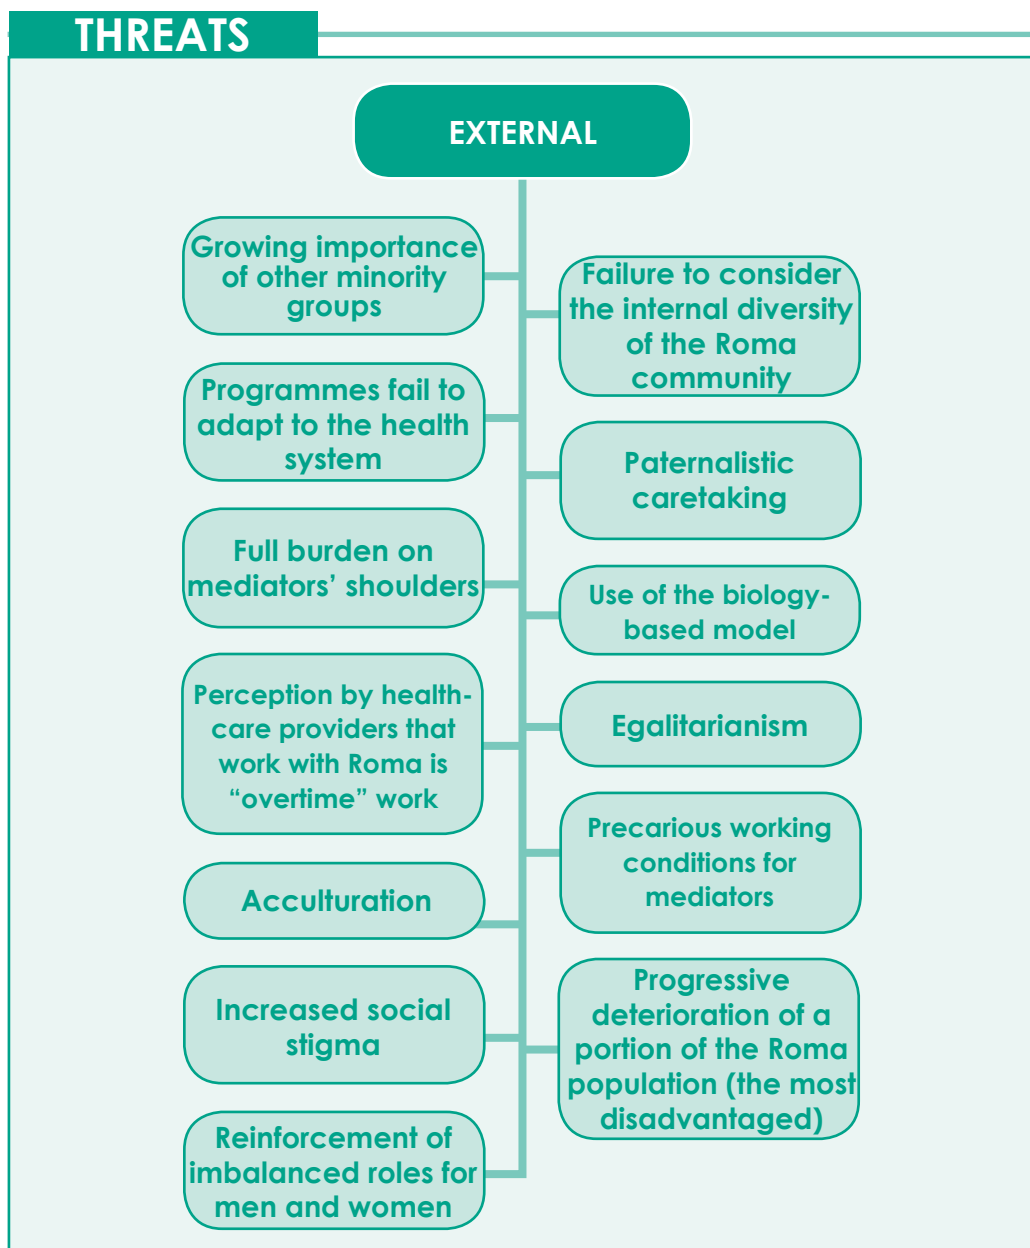 THREATS
EXTERNAL
Growing importance
of other minority
groups
Failure to consider
the internal diversity
of the Roma
community
Programmes fail to
adapt to the health
system
Paternalistic
caretaking
Full burden on
mediators’ shoulders
Use of the biology-
based model
Perception by health-
care providers that
work with Roma is
“overtime” work
Egalitarianism
Precarious working
conditions for
mediators
Acculturation
Increased social
stigma
Progressive
deterioration of a
portion of the Roma
population (the most
disadvantaged)
Reinforcement of
imbalanced roles for
men and women